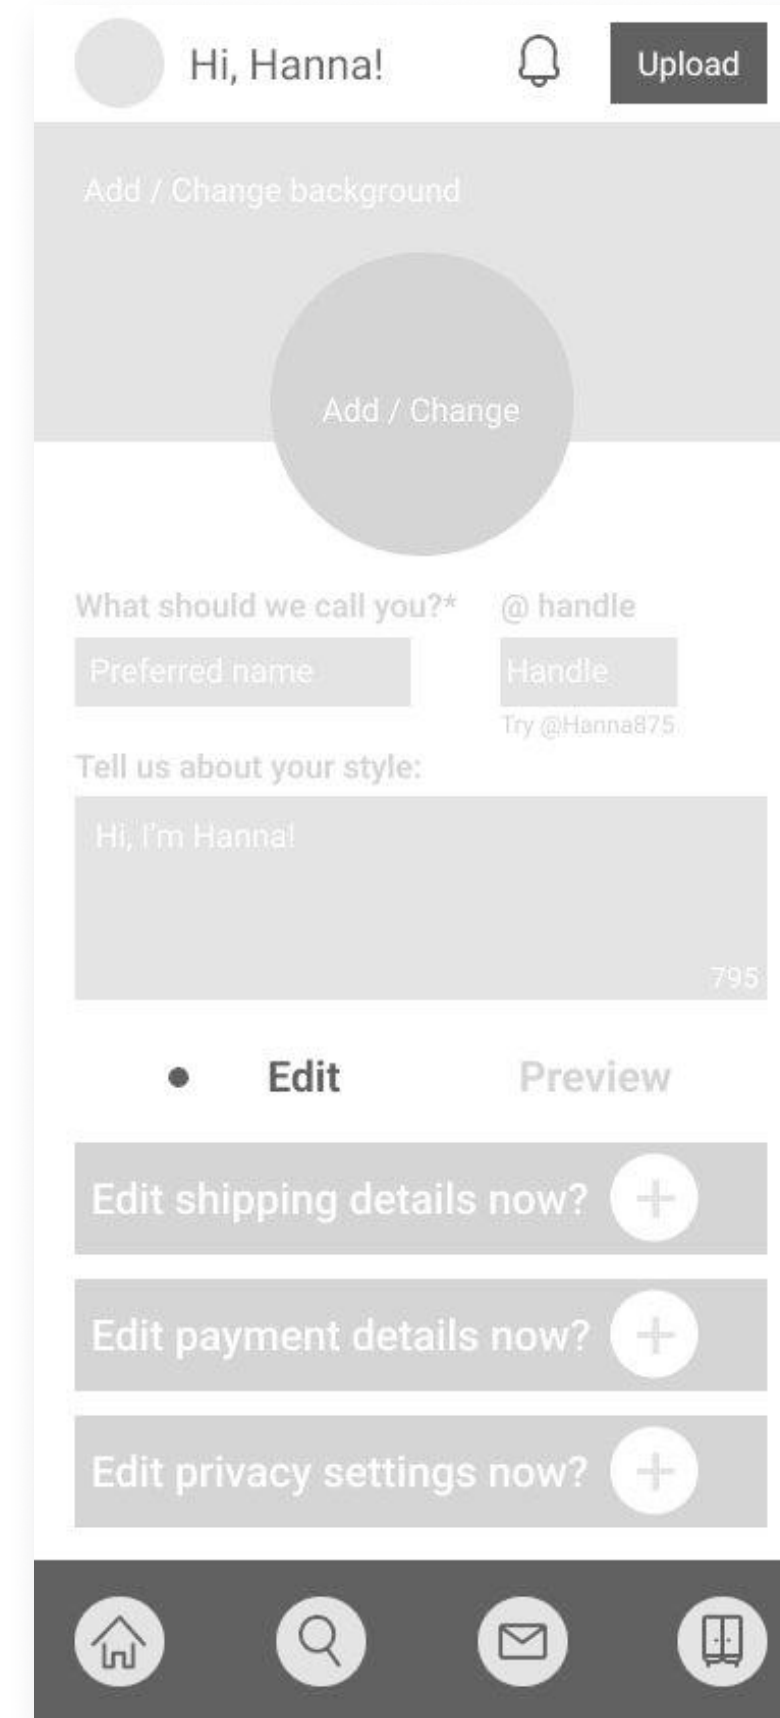 Hi, Hanna!
Upload
Add / Change background
Add / Change
What should we call you?*
@ handle
Preferred name
Handle
Try @Hanna875
Tell us about your style:
Hi, I'm Hanna!
795
Edit
Preview
Edit shipping details now?
Edit payment details now?
Edit privacy settings now?